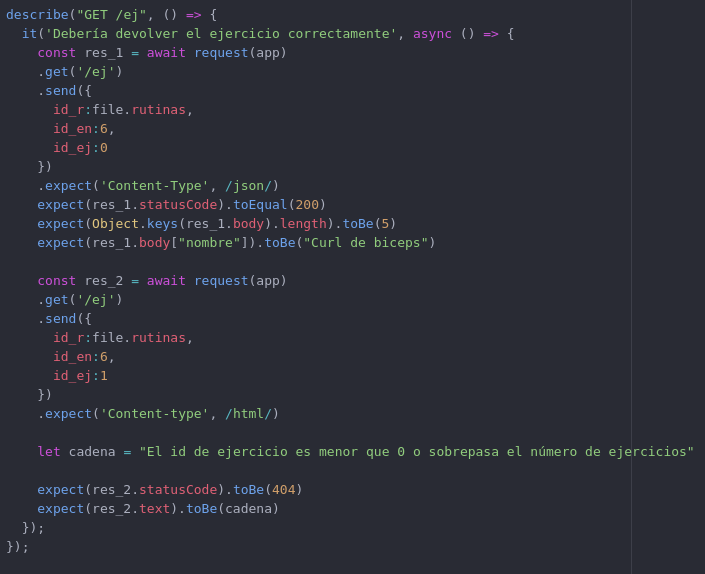 describe("GET /ej", () => {
  it('Debería devolver el ejercicio correctamente', async () => {
    const res_1 = await request(app)
    .get('/ej')
    .send({
      id_r:file.rutinas,
      id_en:6,
      id_ej:0
    })
    .expect('Content-Type', /json/)
    expect(res_1.statusCode).toEqual(200)
    expect(Object.keys(res_1.body).length).toBe(5)
    expect(res_1.body["nombre"]).toBe("Curl de biceps")

    const res_2 = await request(app)
    .get('/ej')
    .send({
      id_r:file.rutinas,
      id_en:6,
      id_ej:1
    })
    .expect('Content-type', /html/)

    let cadena = "El id de ejercicio es menor que 0 o sobrepasa el número de ejercicios"

    expect(res_2.statusCode).toBe(404)
    expect(res_2.text).toBe(cadena)
  });
});